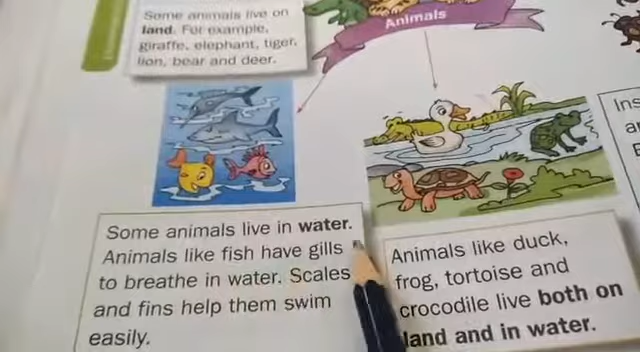 Some animals live on
land. For example,
giraffe, elephant, tiger,
lion, bear and deer.
Animals
Some animals live in water.
Animals like fish have gills
to breathe in water. Scales
and fins help them swim
easily.
Animals like duck,
frog, tortoise and
crocodile live both on
land and in water.
Ins